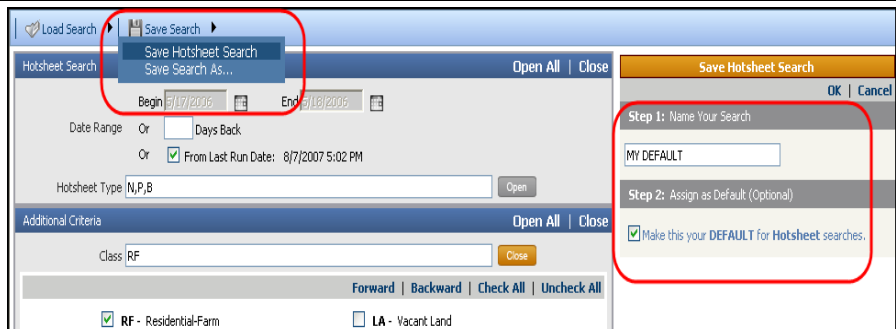 Load Search Save Search
Save Hotsheet Search
Save Search As...
Hotsheet Search Open All | Close
Begin 5/17/2006 End 5/18/2006
Date Range Or Days Back
Or From Last Run Date: 8/7/2007 5:02 PM
Hotsheet Type N,P,B Open
Additional Criteria Open All | Close
Class RF Close
Forward | Backward | Check All | Uncheck All
RF - Residential-Farm LA - Vacant Land
Save Hotsheet Search
OK | Cancel
Step 1: Name Your Search
MY DEFAULT
Step 2: Assign as Default (Optional)
Make this your DEFAULT for Hotsheet searches.